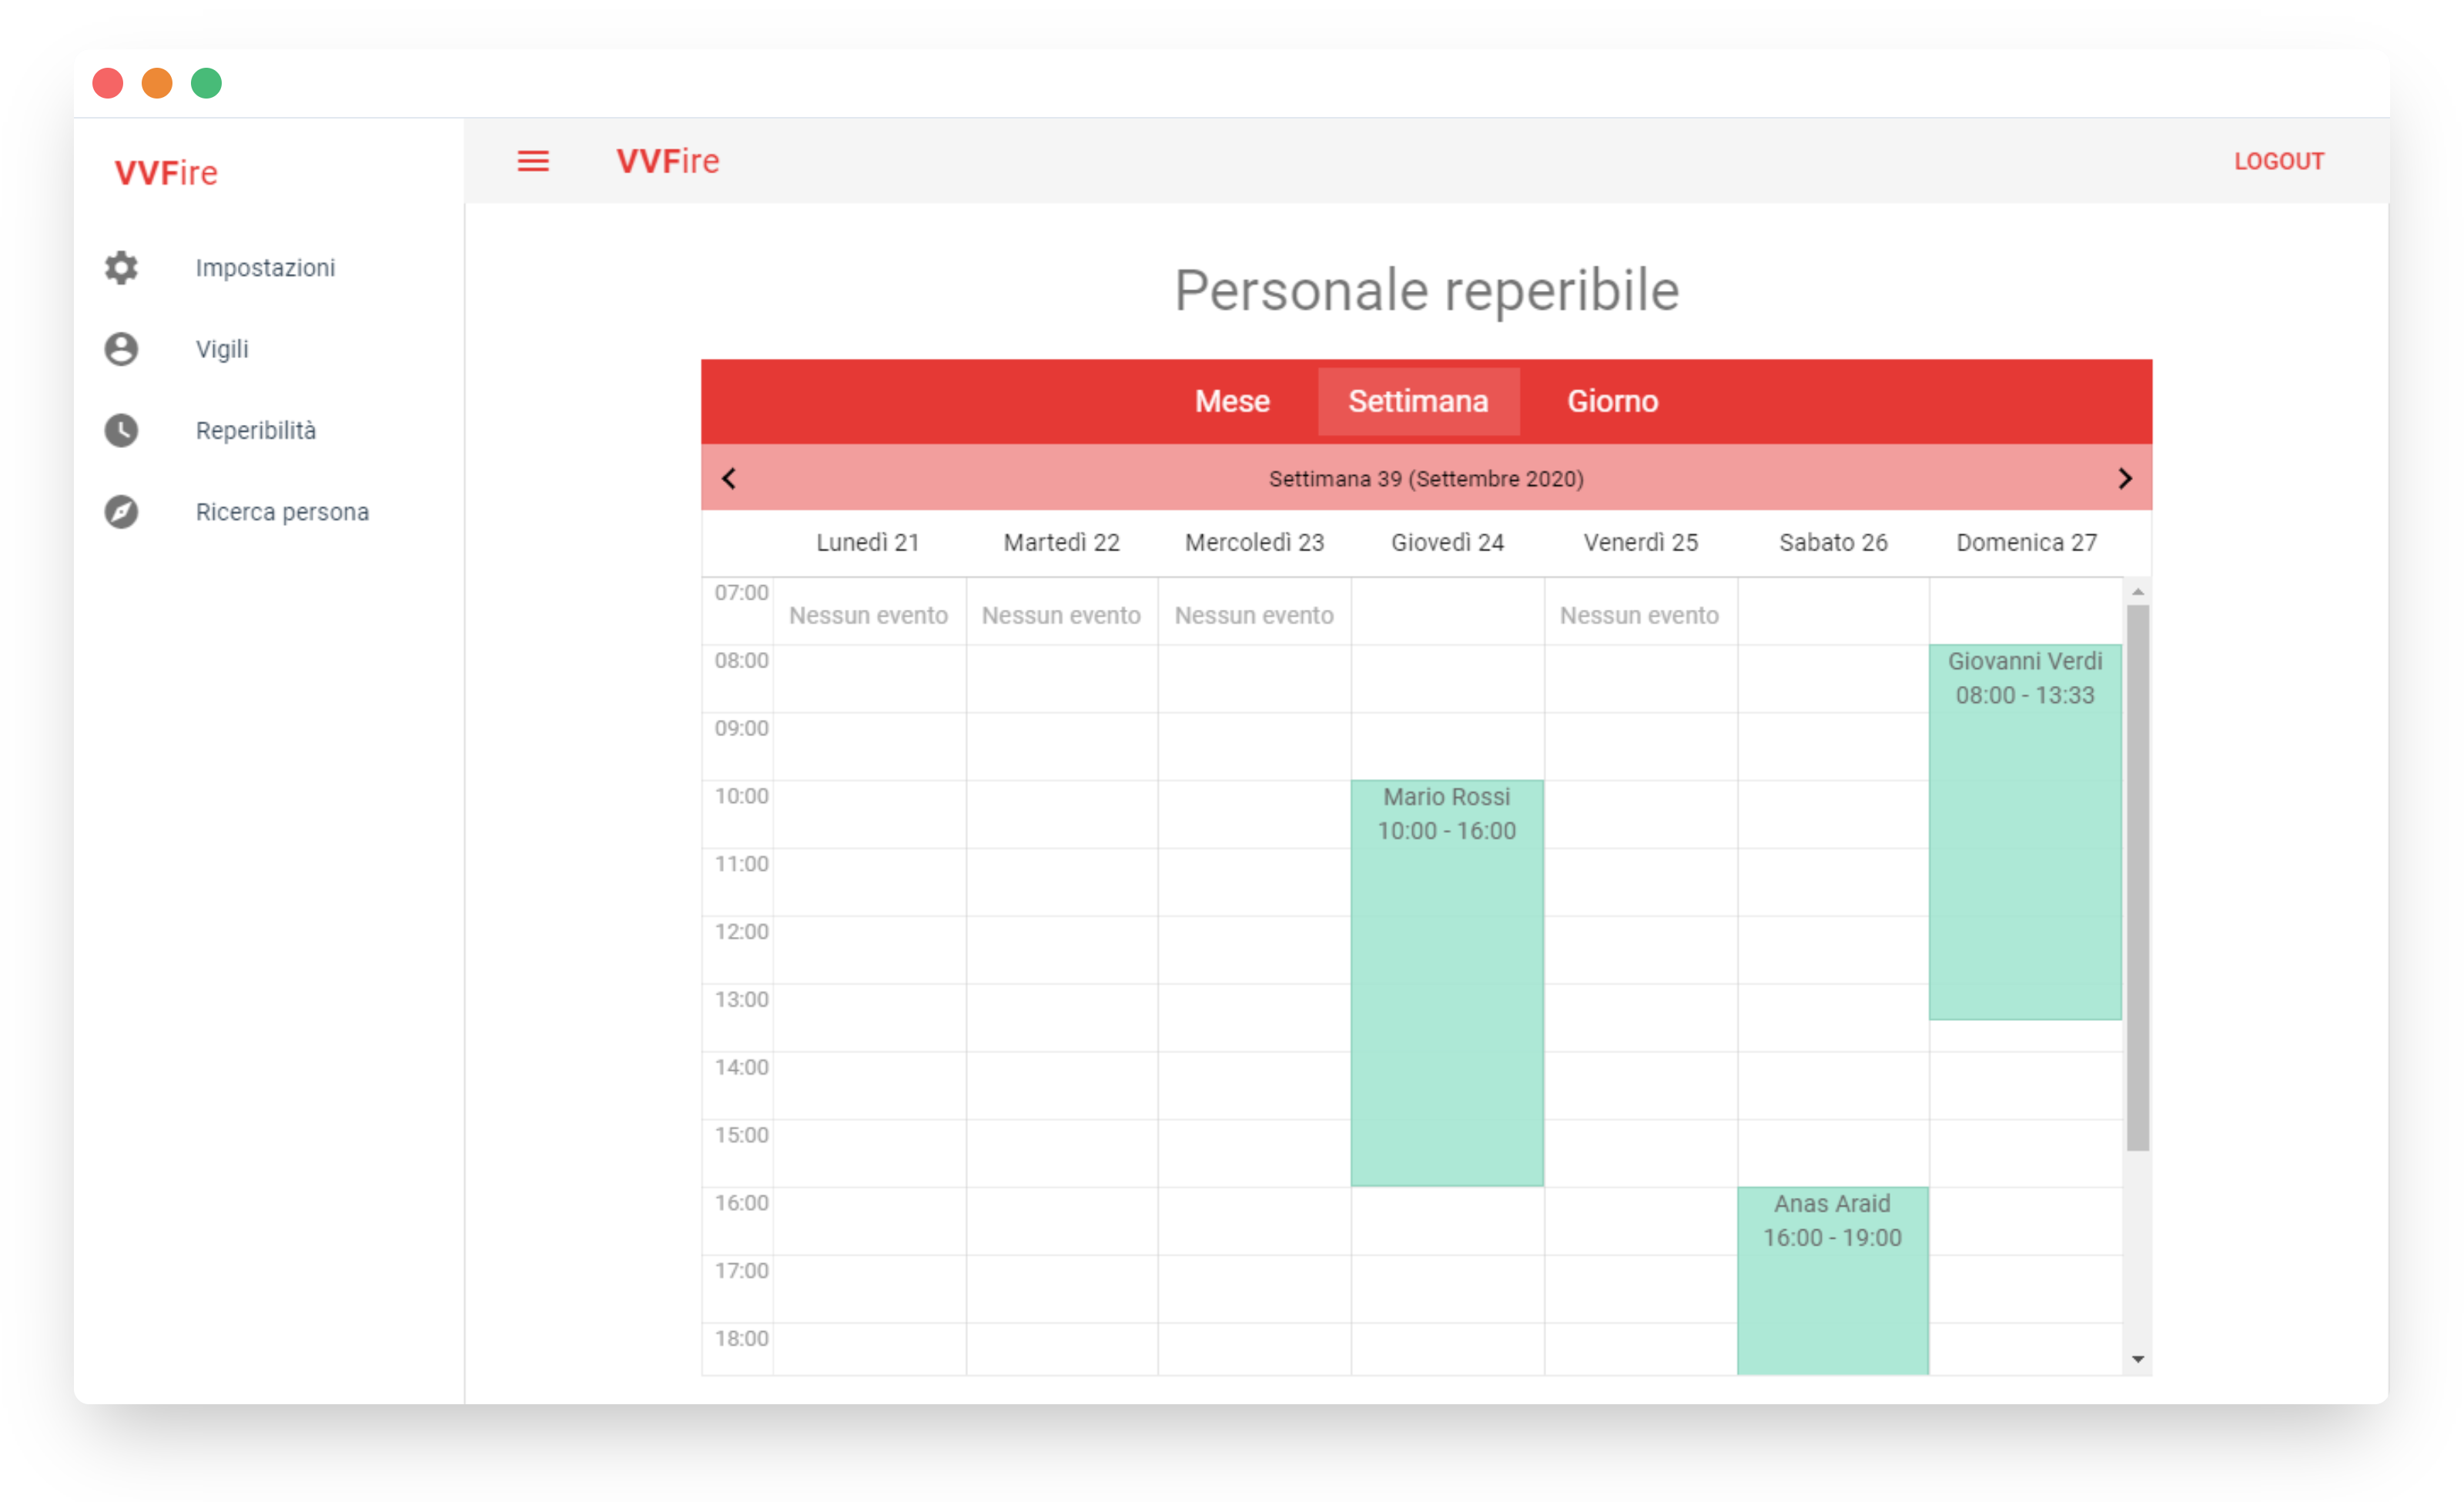 VVFire
Impostazioni
Vigili
Reperibilità
Ricerca persona
VVFire
LOGOUT
Personale reperibile
Mese Settimana Giorno
Settimana 39 (Settembre 2020)
Lunedì 21 Martedì 22 Mercoledì 23 Giovedì 24 Venerdì 25 Sabato 26 Domenica 27
07:00
Nessun evento Nessun evento Nessun evento Nessun evento
08:00 Giovanni Verdi
08:00 - 13:33
09:00
10:00 Mario Rossi
10:00 - 16:00
11:00
12:00
13:00
14:00
15:00
16:00 Anas Araid
16:00 - 19:00
17:00
18:00